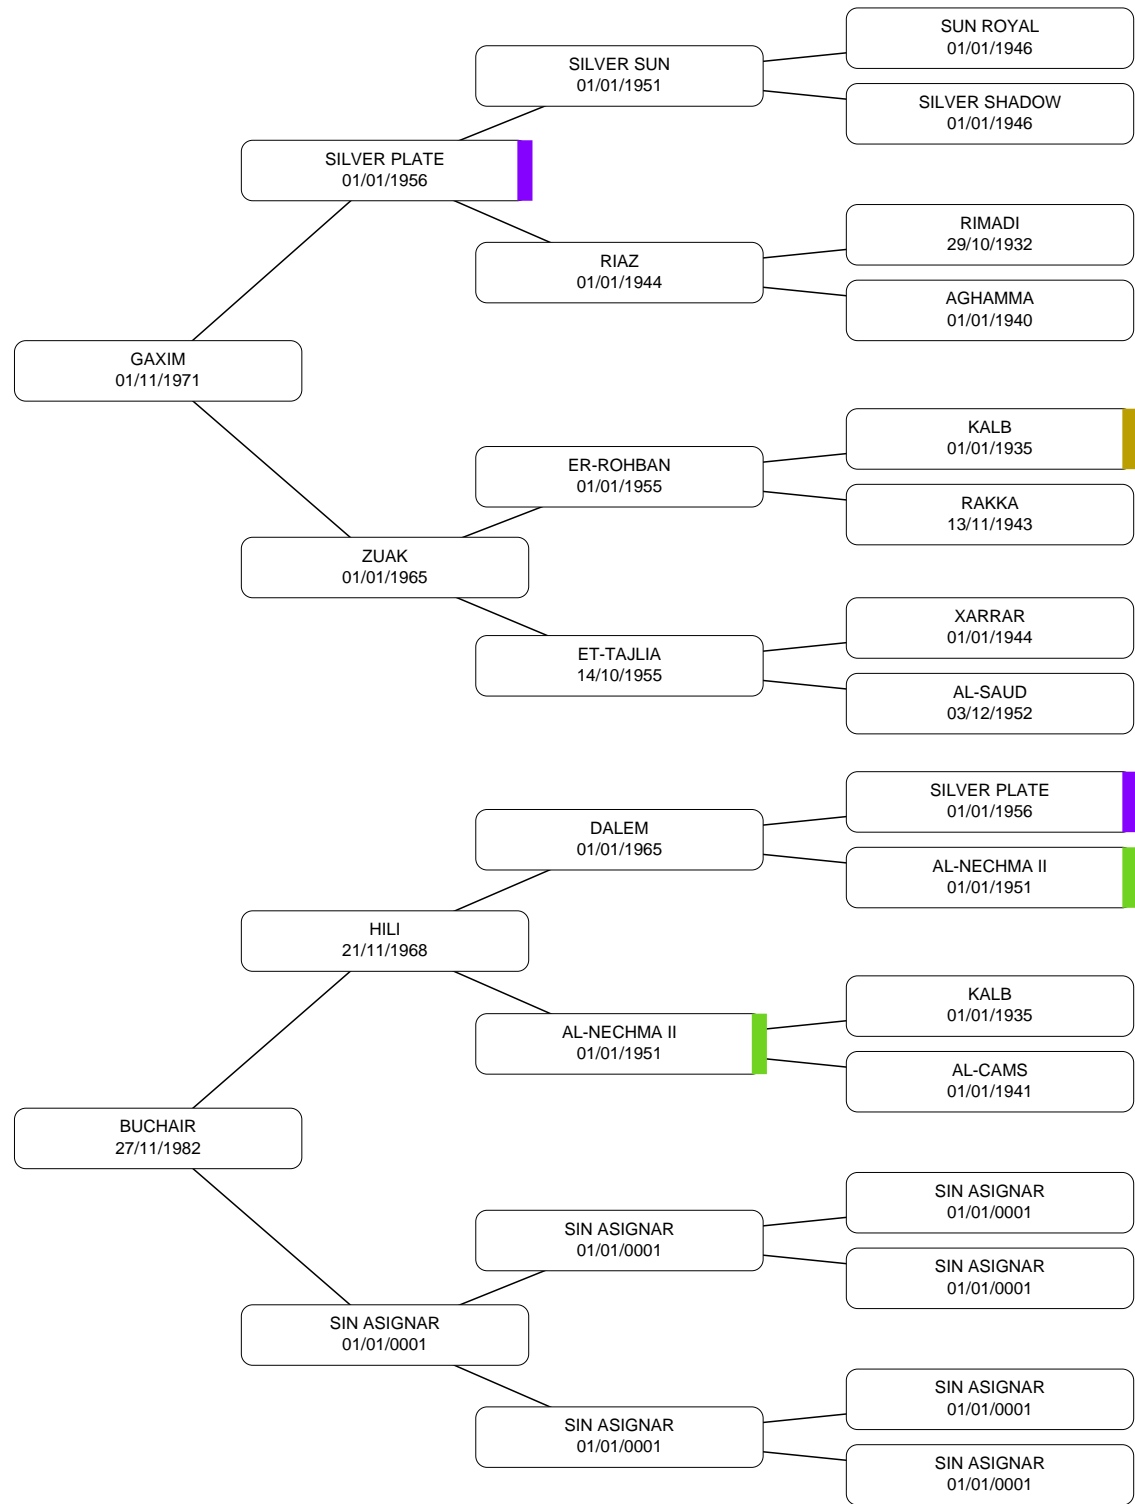 SUN ROYAL
01/01/1946
SILVER SUN
01/01/1951
SILVER SHADOW
01/01/1946
SILVER PLATE
01/01/1956
RIMADI
29/10/1932
RIAZ
01/01/1944
AGHAMMA
01/01/1940
GAXIM
01/11/1971
KALB
01/01/1935
ER-ROHBAN
01/01/1955
RAKKA
13/11/1943
ZUAK
01/01/1965
XARRAR
01/01/1944
ET-TAJLIA
14/10/1955
AL-SAUD
03/12/1952
SILVER PLATE
01/01/1956
DALEM
01/01/1965
AL-NECHMA II
01/01/1951
HILI
21/11/1968
KALB
01/01/1935
AL-NECHMA II
01/01/1951
AL-CAMS
01/01/1941
BUCHAIR
27/11/1982
SIN ASIGNAR
01/01/0001
SIN ASIGNAR
01/01/0001
SIN ASIGNAR
01/01/0001
SIN ASIGNAR
01/01/0001
SIN ASIGNAR
01/01/0001
SIN ASIGNAR
01/01/0001
SIN ASIGNAR
01/01/0001